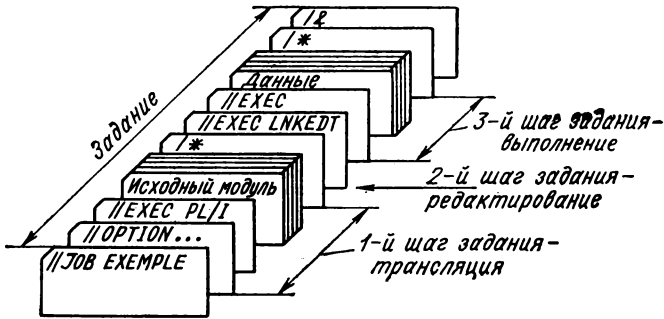 /&
/*
Данные
//EXEC
//EXEC LNKEDT
/*
Исходный модуль
//EXEC PL/I
//OPTION...
//JOB EXEMPLE
Задание
3-й шаг задания-
выполнение
2-й шаг задания-
редактирование
1-й шаг задания-
трансляция